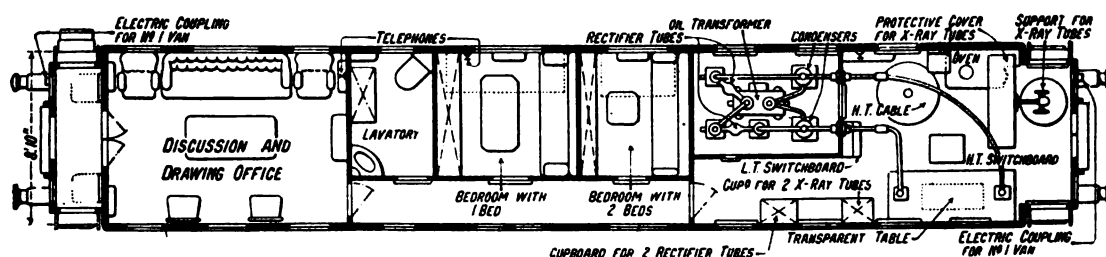 ELECTRIC COUPLING
FOR Nº 1 VAN
TELEPHONES
RECTIFIER TUBES
OIL TRANSFORMER
CONDENSERS
PROTECTIVE COVER
FOR X-RAY TUBES
SUPPORT FOR
X-RAY TUBES
OVEN
H.T. CABLE
8'.10"
DISCUSSION AND
DRAWING OFFICE
LAVATORY
BEDROOM WITH
1 BED
BEDROOM WITH
2 BEDS
L.T. SWITCHBOARD
H.T. SWITCHBOARD
CUPD FOR 2 X-RAY TUBES
CUPBOARD FOR 2 RECTIFIER TUBES
TRANSPARENT TABLE
ELECTRIC COUPLING
FOR Nº 1 VAN